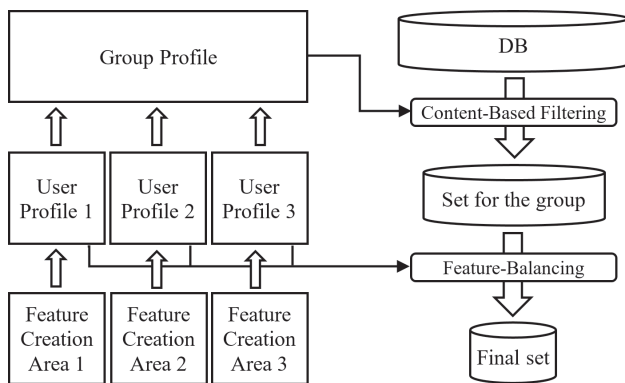 Group Profile
DB
Content-Based Filtering
User
Profile 1
User
Profile 2
User
Profile 3
Set for the group
Feature-Balancing
Feature
Creation
Area 1
Feature
Creation
Area 2
Feature
Creation
Area 3
Final set